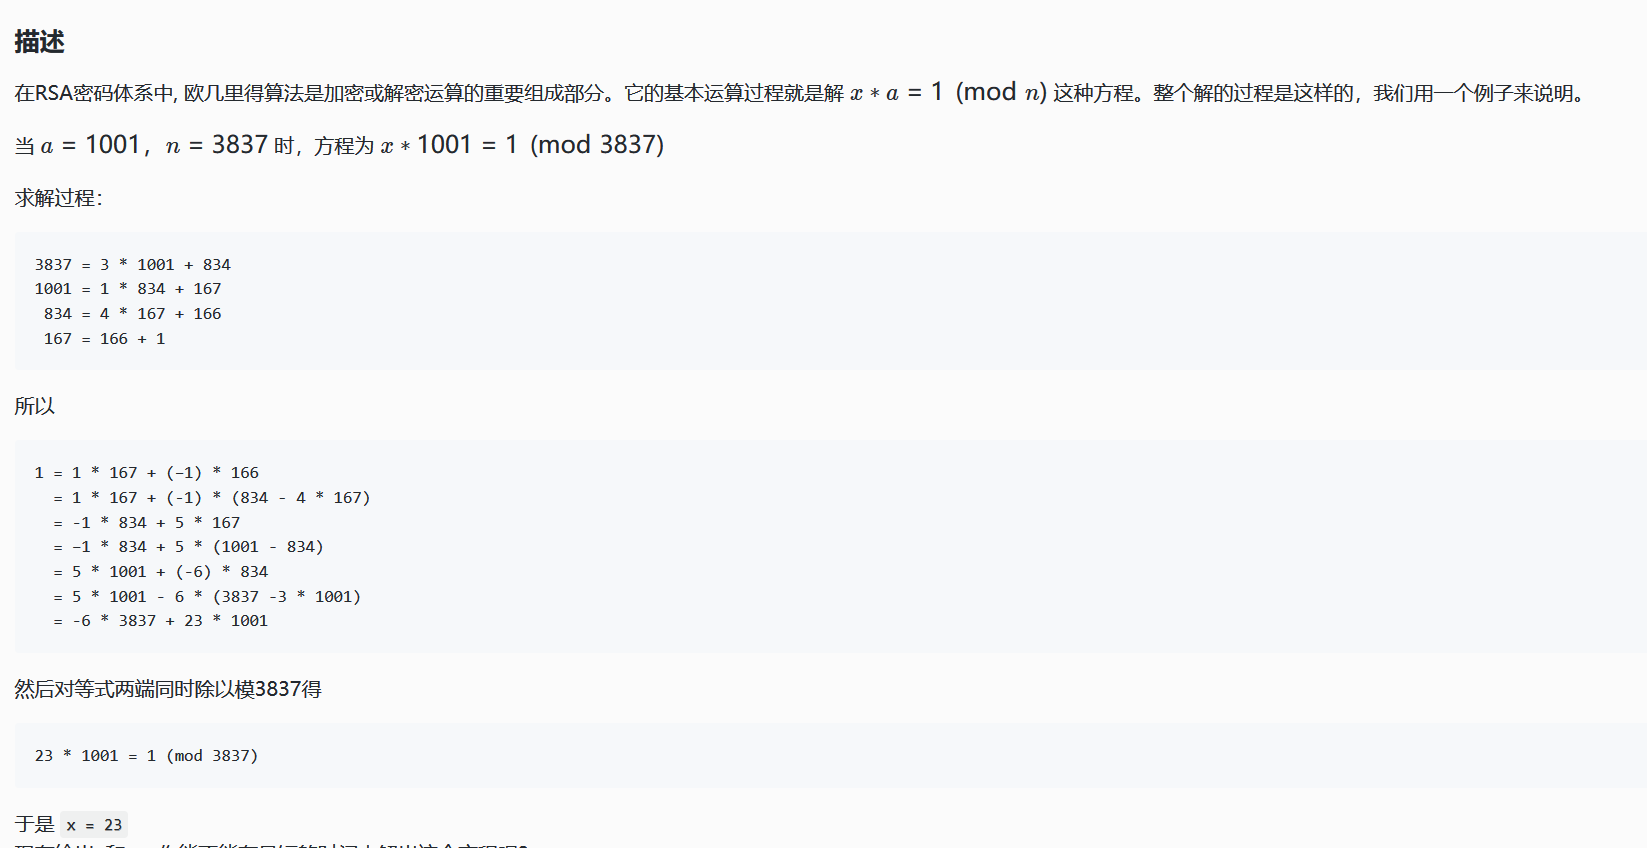 描述
在RSA密码体系中, 欧几里得算法是加密或解密运算的重要组成部分。它的基本运算过程就是解 x * a = 1 (mod n) 这种方程。整个解的过程是这样的，我们用一个例子来说明。
当 a = 1001，n = 3837 时，方程为 x * 1001 = 1 (mod 3837)
求解过程：
3837 = 3 * 1001 + 834
1001 = 1 * 834 + 167
834 = 4 * 167 + 166
167 = 166 + 1
所以
1 = 1 * 167 + (–1) * 166
= 1 * 167 + (-1) * (834 - 4 * 167)
= -1 * 834 + 5 * 167
= –1 * 834 + 5 * (1001 - 834)
= 5 * 1001 + (-6) * 834
= 5 * 1001 - 6 * (3837 -3 * 1001)
= -6 * 3837 + 23 * 1001
然后对等式两端同时除以模3837得
23 * 1001 = 1 (mod 3837)
于是 x = 23